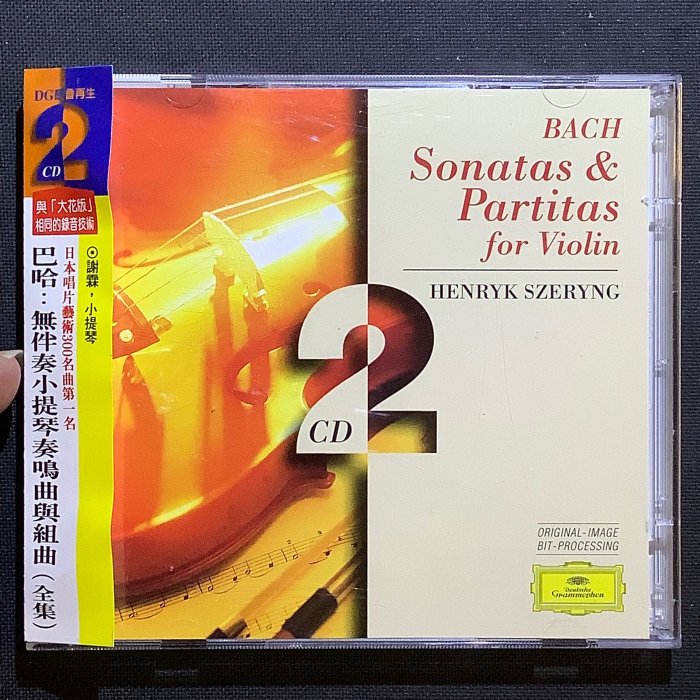 DG 再生
2
CD
與「大花版」
相同的錄音技術
◎謝霖,小提琴
日本唱片藝術300名曲第一名
巴哈:無伴奏小提琴奏鳴曲與組曲(全集)
BACH
Sonatas &
Partitas
for Violin
HENRYK SZERYNG
2
CD
ORIGINAL-IMAGE
BIT-PROCESSING
Deutsche
Grammophon